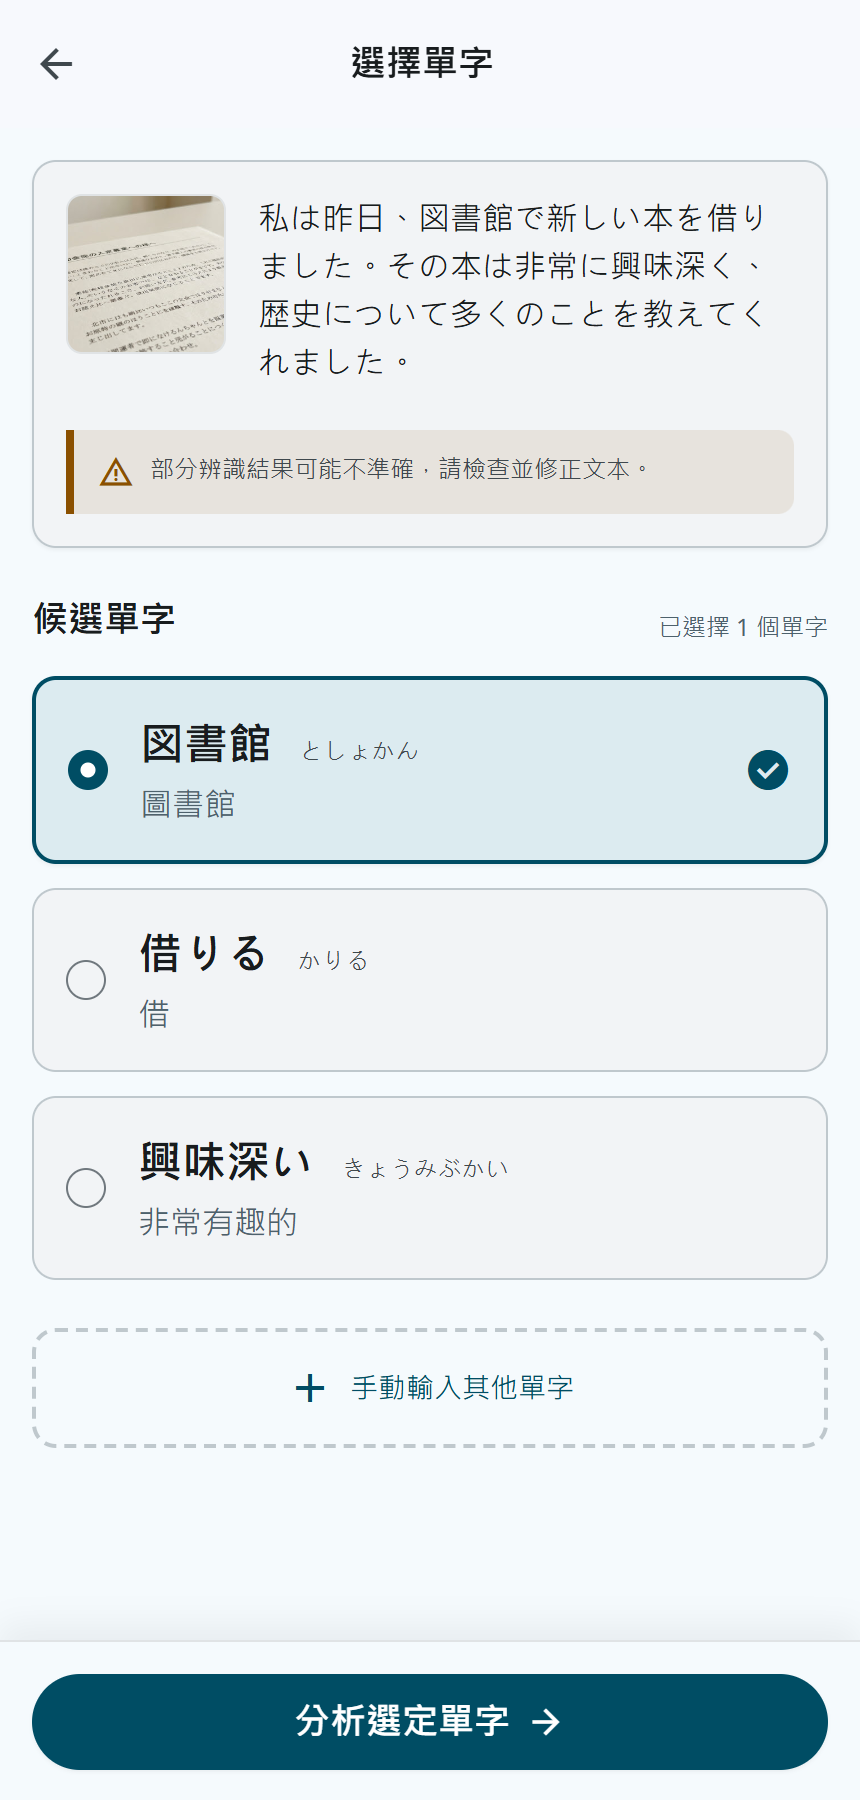 選擇單字
私は昨日、図書館で新しい本を借り
ました。その本は非常に興味深く、
歴史について多くのことを教えてく
れました。
部分辨識結果可能不準確，請檢查並修正文本。
候選單字
已選擇 1 個單字
図書館 としょかん
圖書館
借りる かりる
借
興味深い きょうみぶかい
非常有趣的
手動輸入其他單字
分析選定單字